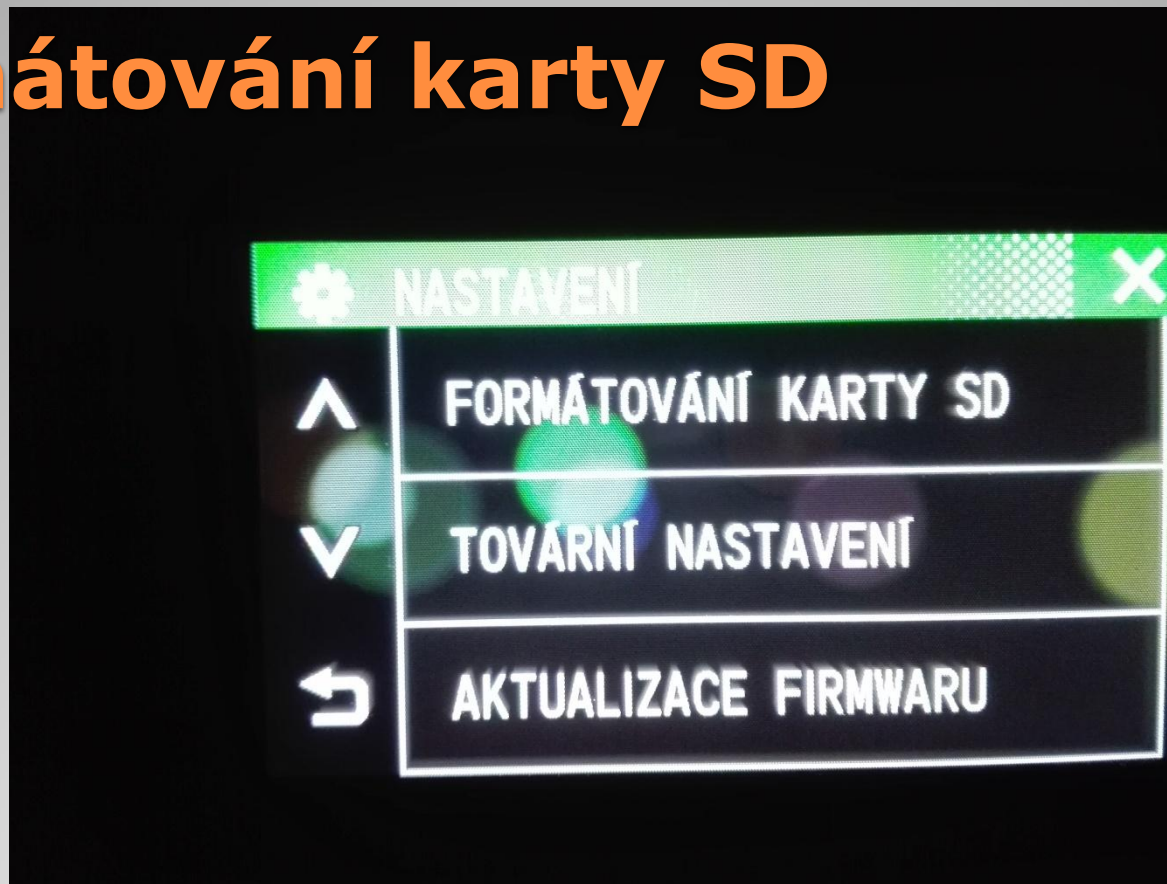 átování karty SD
NASTAVENÍ
FORMÁTOVÁNÍ KARTY SD
TOVÁRNÍ NASTAVENÍ
AKTUALIZACE FIRMWARU